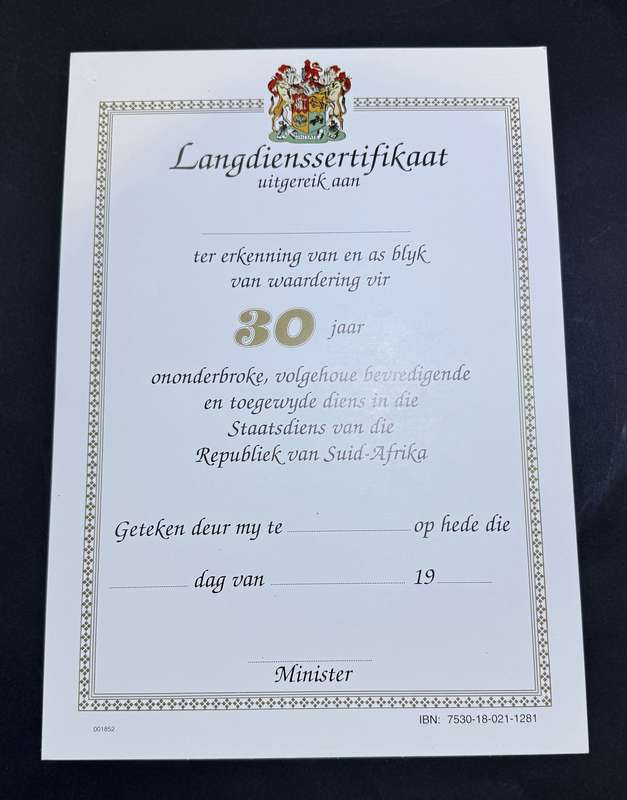 Langdienssertifikaat
uitgereik aan
ter erkenning van en as blyk
van waardering vir
30 jaar
ononderbroke, volgehoue bevredigende
en toegewyde diens in die
Staatsdiens van die
Republiek van Suid-Afrika
Geteken deur my te op hede die
dag van 19
Minister
IBN: 7530-18-021-1281
001852